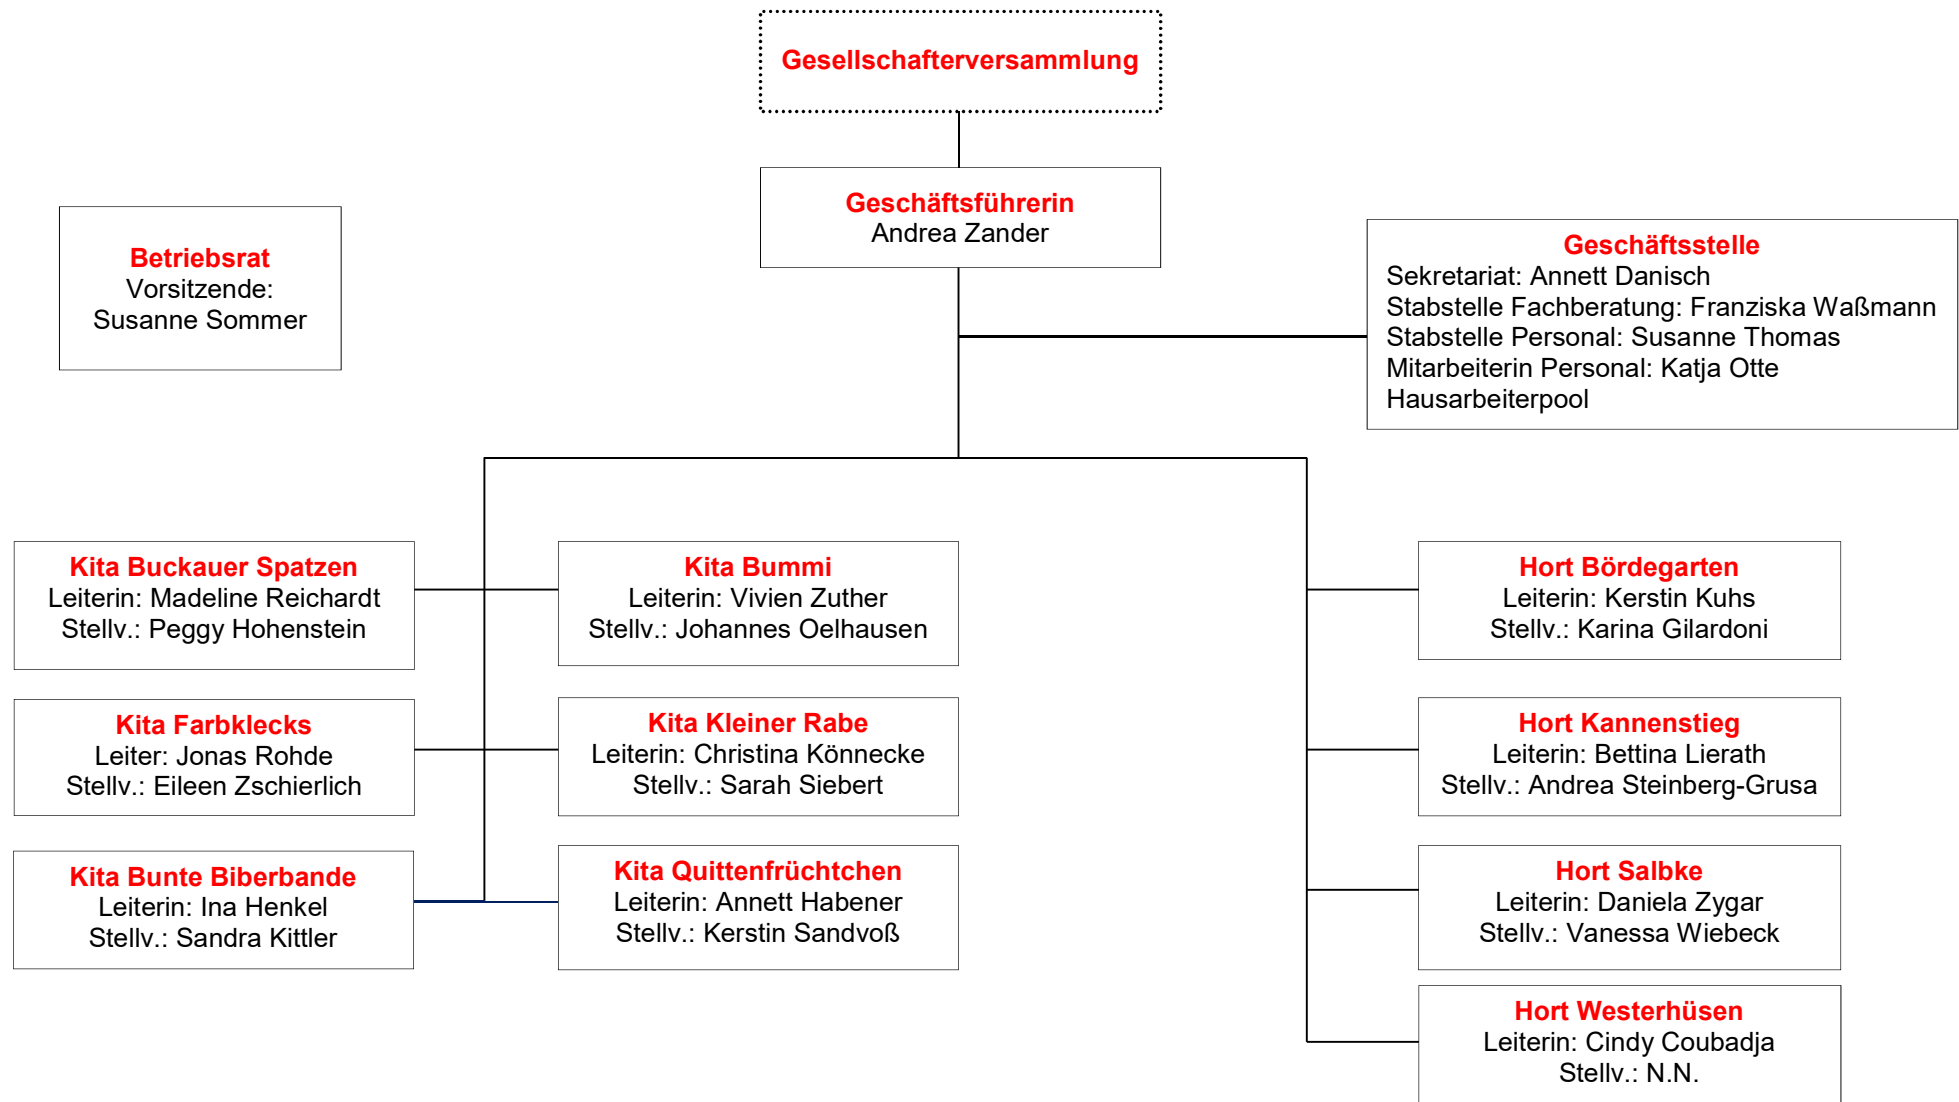 Gesellschafterversammlung
Geschäftsführerin
Andrea Zander
Betriebsrat
Vorsitzende:
Susanne Sommer
Geschäftsstelle
Sekretariat: Annett Danisch
Stabstelle Fachberatung: Franziska Waßmann
Stabstelle Personal: Susanne Thomas
Mitarbeiterin Personal: Katja Otte
Hausarbeiterpool
Kita Buckauer Spatzen
Leiterin: Madeline Reichardt
Stellv.: Peggy Hohenstein
Kita Bummi
Leiterin: Vivien Zuther
Stellv.: Johannes Oelhausen
Hort Bördegarten
Leiterin: Kerstin Kuhs
Stellv.: Karina Gilardoni
Kita Farbklecks
Leiter: Jonas Rohde
Stellv.: Eileen Zschierlich
Kita Kleiner Rabe
Leiterin: Christina Könnecke
Stellv.: Sarah Siebert
Hort Kannenstieg
Leiterin: Bettina Lierath
Stellv.: Andrea Steinberg-Grusa
Kita Bunte Biberbande
Leiterin: Ina Henkel
Stellv.: Sandra Kittler
Kita Quittenfrüchtchen
Leiterin: Annett Habener
Stellv.: Kerstin Sandvoß
Hort Salbke
Leiterin: Daniela Zygar
Stellv.: Vanessa Wiebeck
Hort Westerhüsen
Leiterin: Cindy Coubadja
Stellv.: N.N.